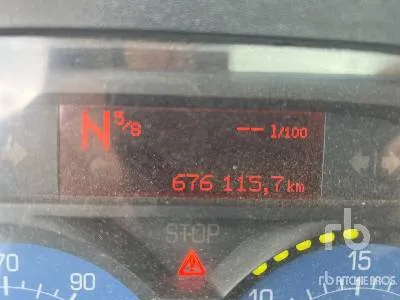 N 5/8 -- l/100
676 115,7 km
STOP
70 90 10 15
rb
RITCHIE BROS.